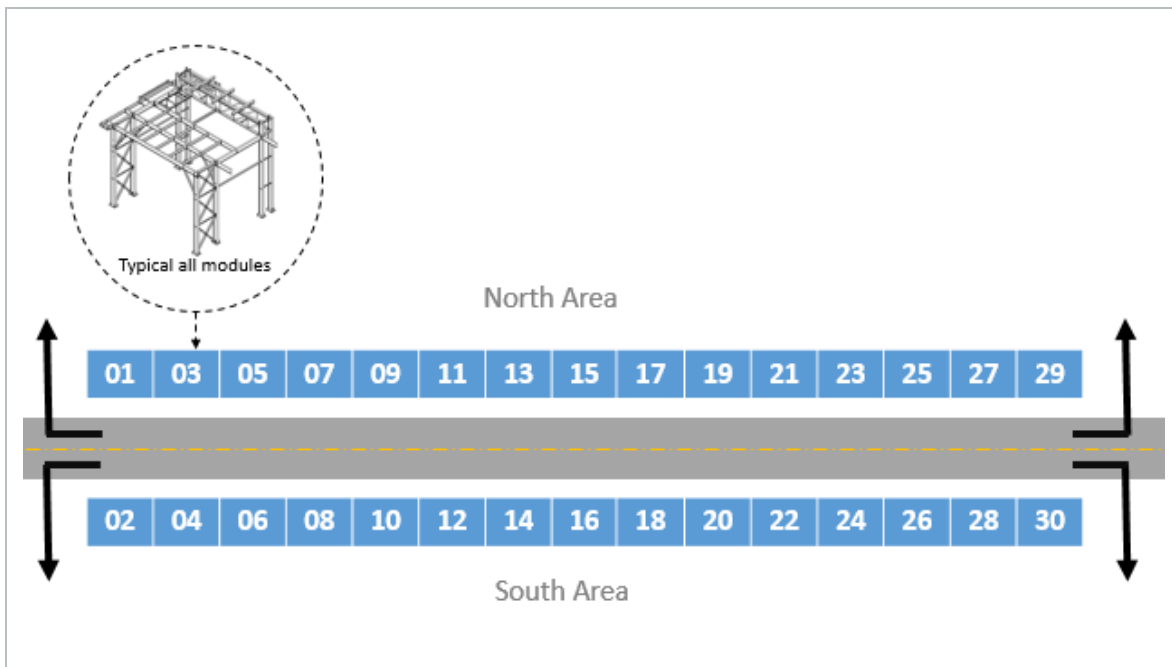 Typical all modules
North Area
01 03 05 07 09 11 13 15 17 19 21 23 25 27 29
02 04 06 08 10 12 14 16 18 20 22 24 26 28 30
South Area